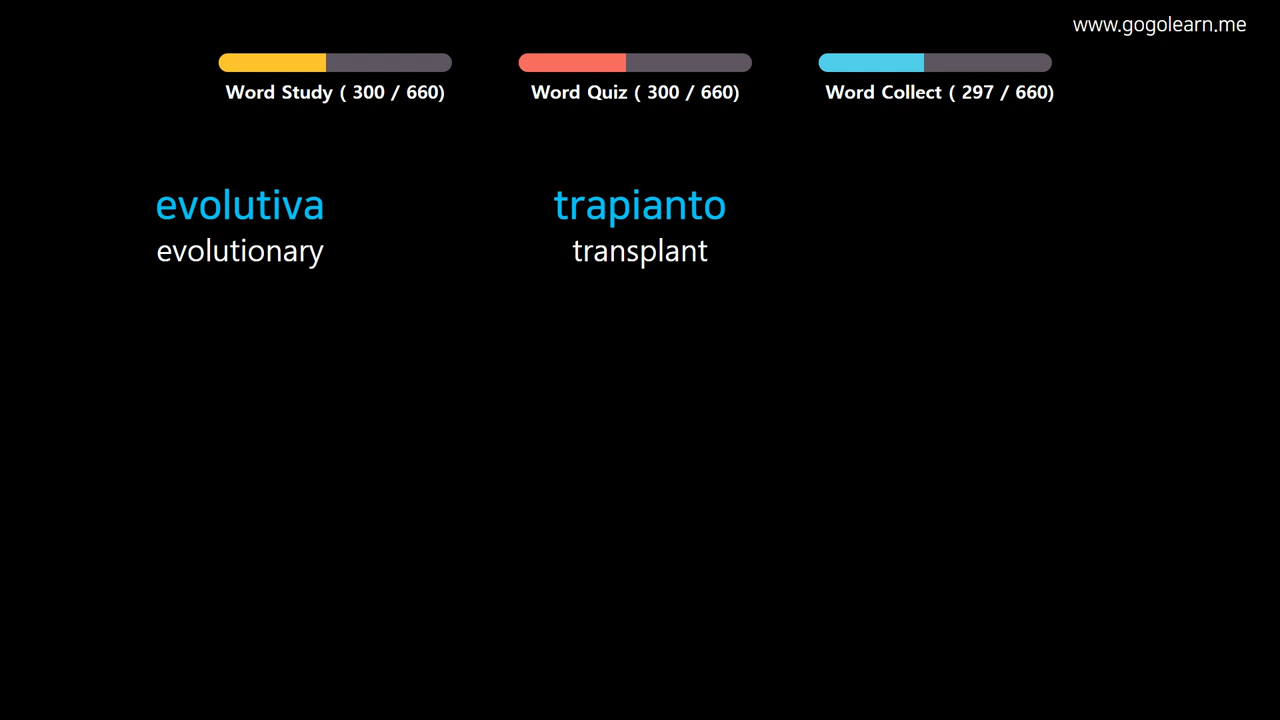 www.gogolearn.me
Word Study ( 300 / 660)
Word Quiz ( 300 / 660)
Word Collect ( 297 / 660)
evolutiva
evolutionary
trapianto
transplant